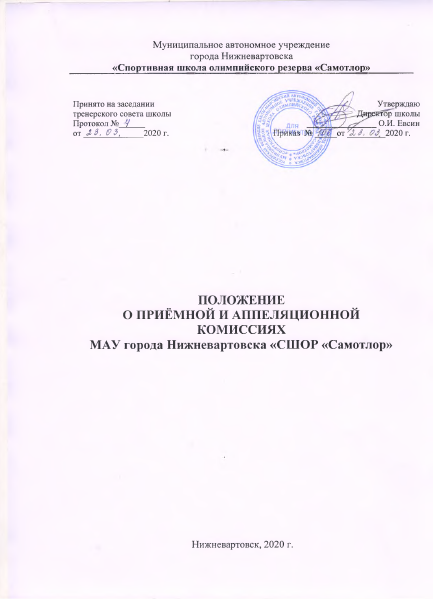 Муниципальное автономное учреждение
города Нижневартовска
«Спортивная школа олимпийского резерва «Самотлор»
Принято на заседании
тренерского совета школы
Протокол № 4
от 23.03. 2020 г.
Утверждаю
Директор школы
О.И. Евсин
Приказ № от 23.03. 2020 г.
ПОЛОЖЕНИЕ
О ПРИЁМНОЙ И АППЕЛЯЦИОННОЙ
КОМИССИЯХ
МАУ города Нижневартовска «СШОР «Самотлор»
Нижневартовск, 2020 г.